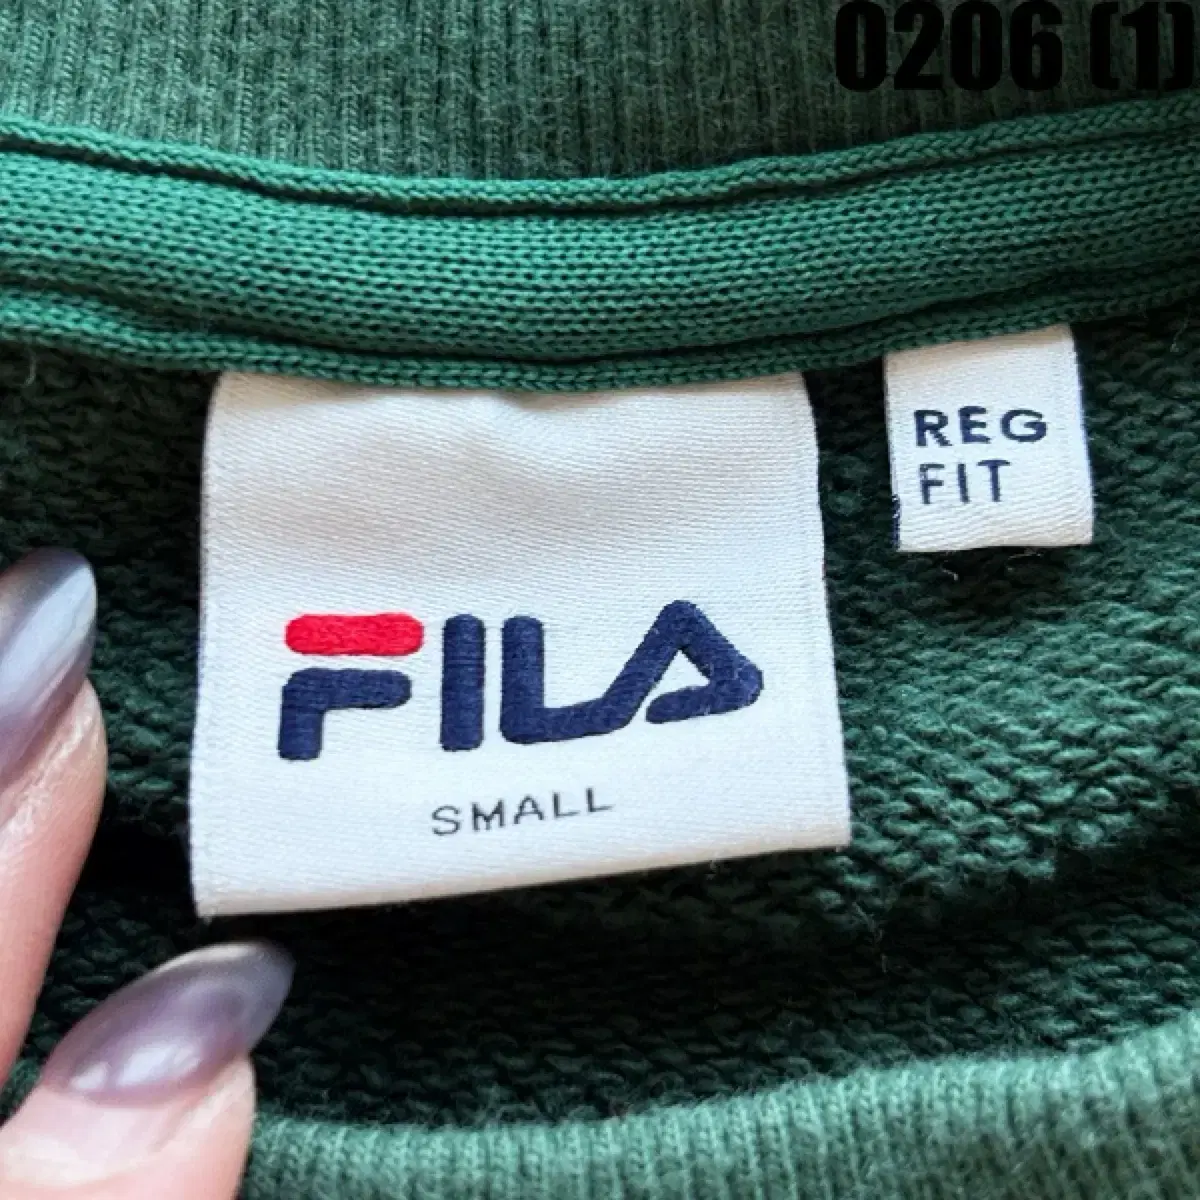 0206 (1)
REG
FIT
FILA
SMALL